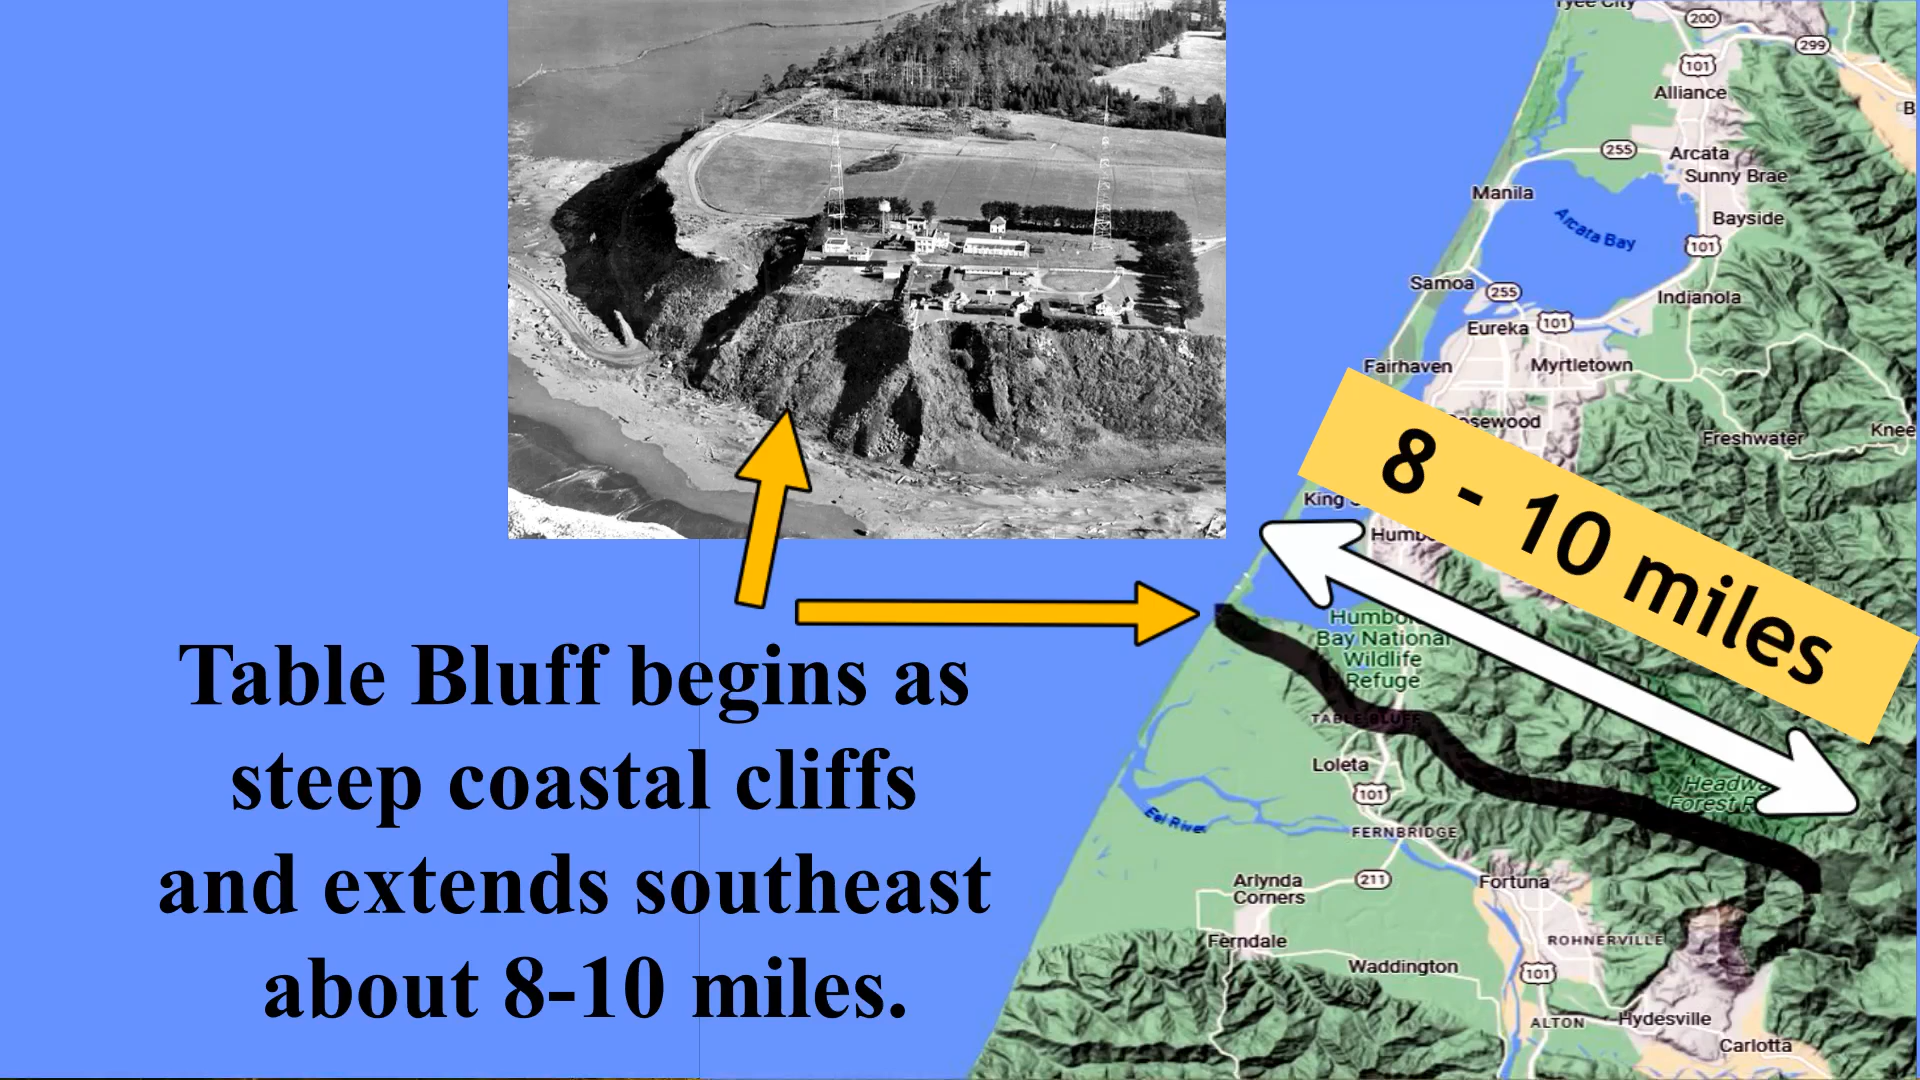 Tyee City
200
299
101
Alliance
255
Arcata
Sunny Brae
Manila
Arcata Bay
Bayside
101
Samoa
255
Indianola
Eureka
101
Fairhaven
Myrtletown
Freshwater
8 - 10 miles
Bay National
Wildlife
Refuge
TABLE BLUFF
Loleta
101
Eel River
FERNBRIDGE
Arlynda
Corners
211
Fortuna
Ferndale
ROHNERVILLE
Waddington
101
ALTON
Hydesville
Carlotta
Table Bluff begins as
steep coastal cliffs
and extends southeast
about 8-10 miles.